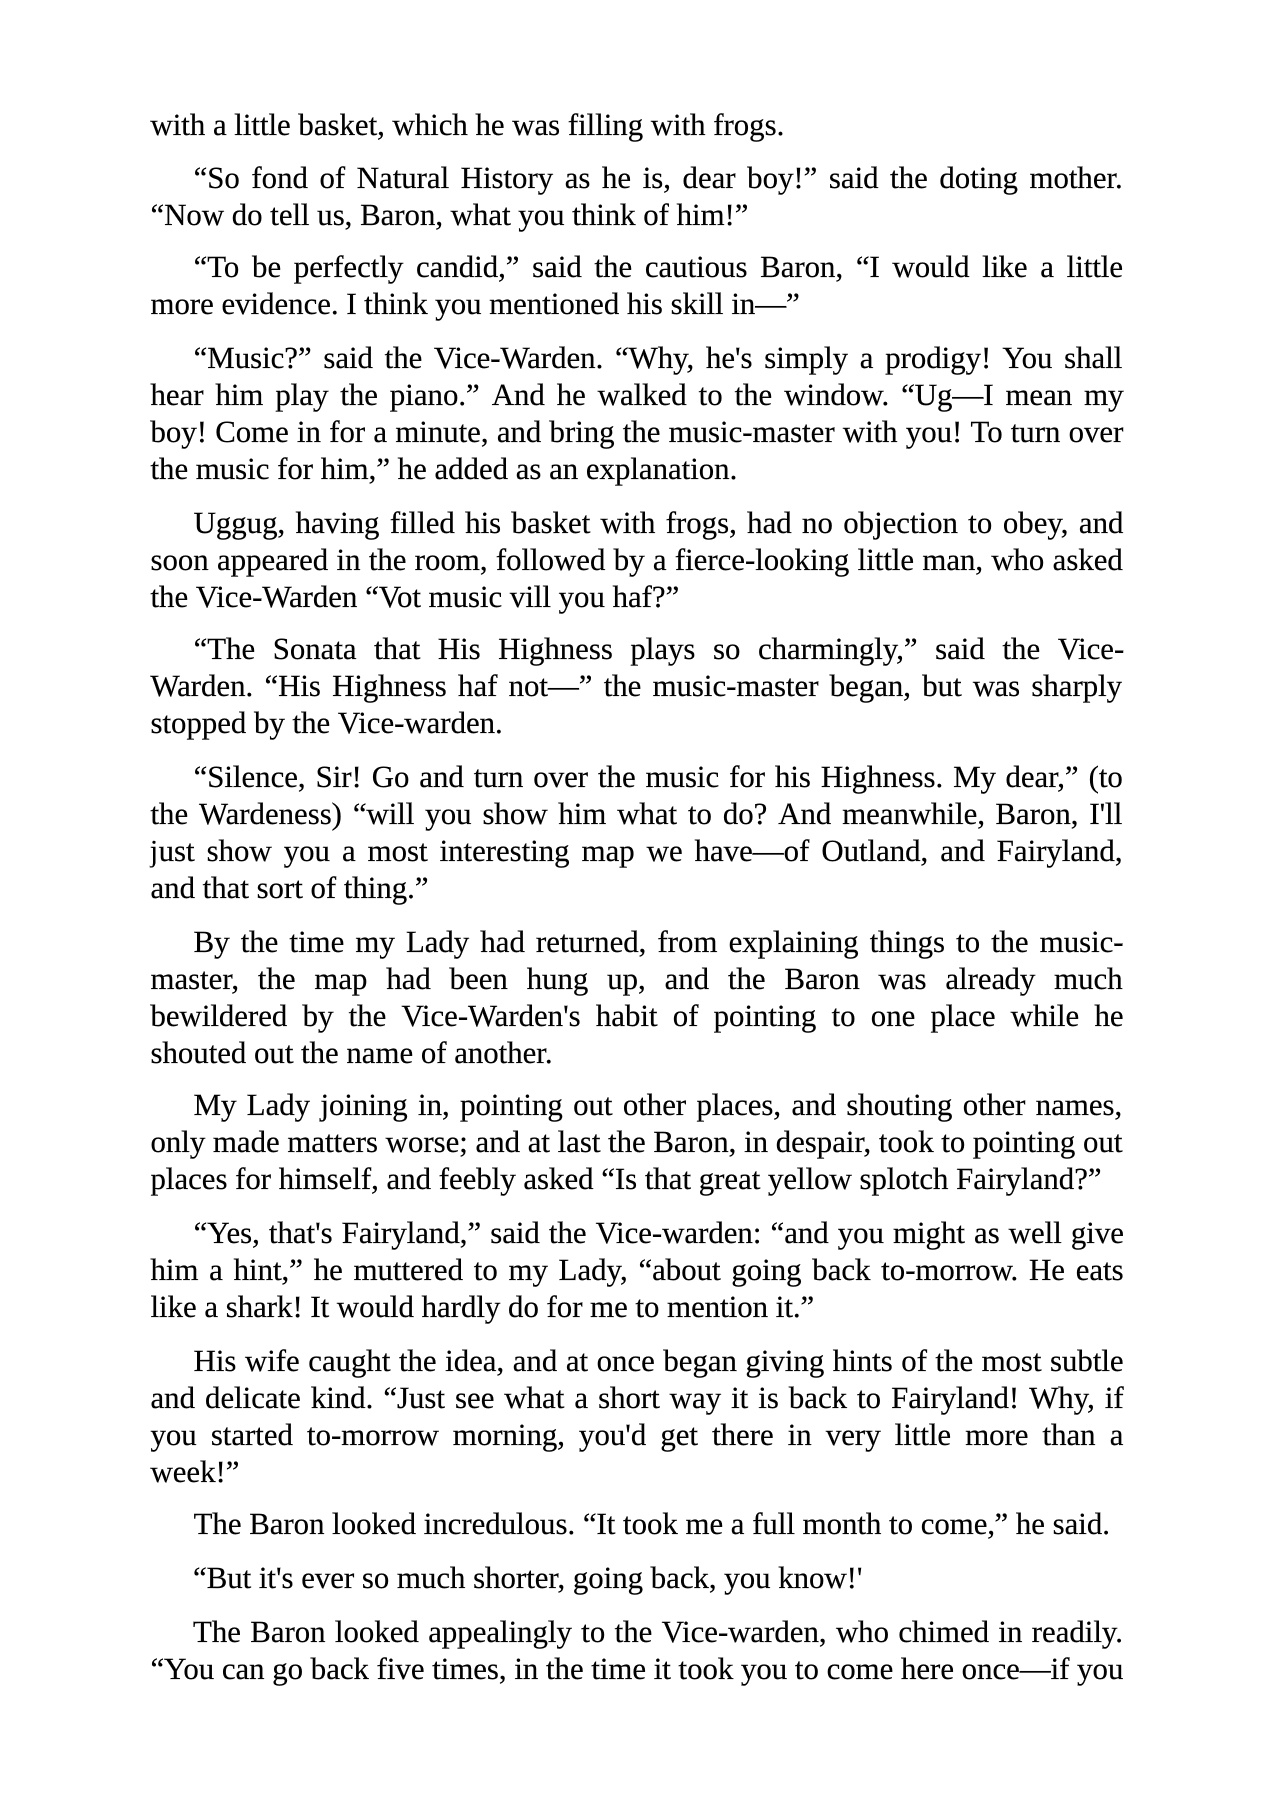 with a little basket, which he was filling with frogs.
“So fond of Natural History as he is, dear boy!” said the doting mother.
“Now do tell us, Baron, what you think of him!”
“To be perfectly candid,” said the cautious Baron, “I would like a little
more evidence. I think you mentioned his skill in—”
“Music?” said the Vice-Warden. “Why, he's simply a prodigy! You shall
hear him play the piano.” And he walked to the window. “Ug—I mean my
boy! Come in for a minute, and bring the music-master with you! To turn over
the music for him,” he added as an explanation.
Uggug, having filled his basket with frogs, had no objection to obey, and
soon appeared in the room, followed by a fierce-looking little man, who asked
the Vice-Warden “Vot music vill you haf?”
“The Sonata that His Highness plays so charmingly,” said the Vice-
Warden. “His Highness haf not—” the music-master began, but was sharply
stopped by the Vice-warden.
“Silence, Sir! Go and turn over the music for his Highness. My dear,” (to
the Wardeness) “will you show him what to do? And meanwhile, Baron, I'll
just show you a most interesting map we have—of Outland, and Fairyland,
and that sort of thing.”
By the time my Lady had returned, from explaining things to the music-
master, the map had been hung up, and the Baron was already much
bewildered by the Vice-Warden's habit of pointing to one place while he
shouted out the name of another.
My Lady joining in, pointing out other places, and shouting other names,
only made matters worse; and at last the Baron, in despair, took to pointing out
places for himself, and feebly asked “Is that great yellow splotch Fairyland?”
“Yes, that's Fairyland,” said the Vice-warden: “and you might as well give
him a hint,” he muttered to my Lady, “about going back to-morrow. He eats
like a shark! It would hardly do for me to mention it.”
His wife caught the idea, and at once began giving hints of the most subtle
and delicate kind. “Just see what a short way it is back to Fairyland! Why, if
you started to-morrow morning, you'd get there in very little more than a
week!”
The Baron looked incredulous. “It took me a full month to come,” he said.
“But it's ever so much shorter, going back, you know!'
The Baron looked appealingly to the Vice-warden, who chimed in readily.
“You can go back five times, in the time it took you to come here once—if you